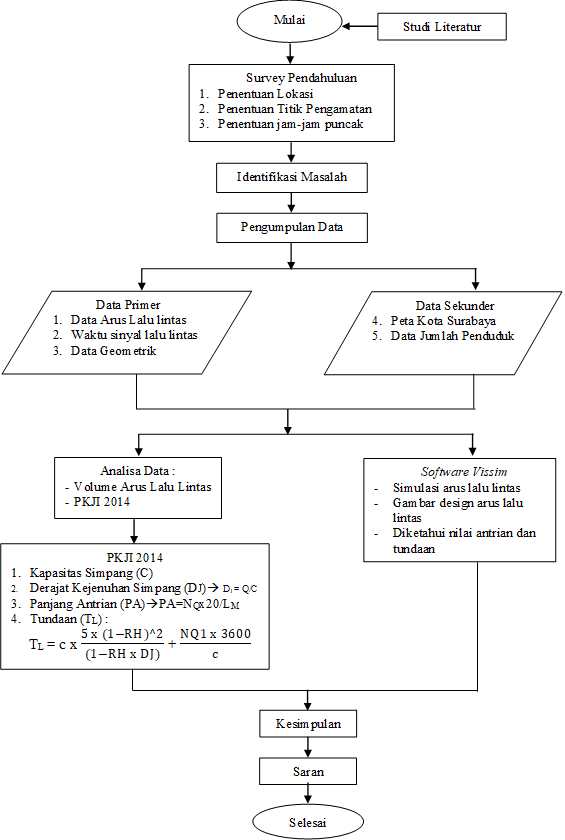 Mulai
Studi Literatur
Survey Pendahuluan
1. Penentuan Lokasi
2. Penentuan Titik Pengamatan
3. Penentuan jam-jam puncak
Identifikasi Masalah
Pengumpulan Data
Data Primer
1. Data Arus Lalu lintas
2. Waktu sinyal lalu lintas
3. Data Geometrik
Data Sekunder
4. Peta Kota Surabaya
5. Data Jumlah Penduduk
Analisa Data :
- Volume Arus Lalu Lintas
- PKJI 2014
Software Vissim
- Simulasi arus lalu lintas
- Gambar design arus lalu
lintas
- Diketahui nilai antrian dan
tundaan
PKJI 2014
1. Kapasitas Simpang (C)
2. Derajat Kejenuhan Simpang (DJ)→ Dj = Q/C
3. Panjang Antrian (PA)→PA=NQx20/LM
4. Tundaan (TL) :
TL = c x 5 x (1−RH)^2 / (1−RH x DJ) + NQ1 x 3600 / c
Kesimpulan
Saran
Selesai